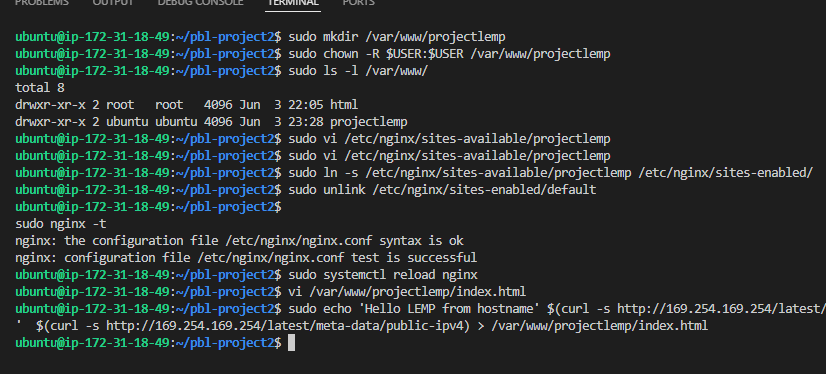 PROBLEMS OUTPUT DEBUG CONSOLE TERMINAL PORTS
ubuntu@ip-172-31-18-49:~/pbl-project2$ sudo mkdir /var/www/projectlemp
ubuntu@ip-172-31-18-49:~/pbl-project2$ sudo chown -R $USER:$USER /var/www/projectlemp
ubuntu@ip-172-31-18-49:~/pbl-project2$ sudo ls -l /var/www/
total 8
drwxr-xr-x 2 root   root   4096 Jun  3 22:05 html
drwxr-xr-x 2 ubuntu ubuntu 4096 Jun  3 23:28 projectlemp
ubuntu@ip-172-31-18-49:~/pbl-project2$ sudo vi /etc/nginx/sites-available/projectlemp
ubuntu@ip-172-31-18-49:~/pbl-project2$ sudo vi /etc/nginx/sites-available/projectlemp
ubuntu@ip-172-31-18-49:~/pbl-project2$ sudo ln -s /etc/nginx/sites-available/projectlemp /etc/nginx/sites-enabled/
ubuntu@ip-172-31-18-49:~/pbl-project2$ sudo unlink /etc/nginx/sites-enabled/default
ubuntu@ip-172-31-18-49:~/pbl-project2$
sudo nginx -t
nginx: the configuration file /etc/nginx/nginx.conf syntax is ok
nginx: configuration file /etc/nginx/nginx.conf test is successful
ubuntu@ip-172-31-18-49:~/pbl-project2$ sudo systemctl reload nginx
ubuntu@ip-172-31-18-49:~/pbl-project2$ vi /var/www/projectlemp/index.html
ubuntu@ip-172-31-18-49:~/pbl-project2$ sudo echo 'Hello LEMP from hostname' $(curl -s http://169.254.169.254/latest/
'  $(curl -s http://169.254.169.254/latest/meta-data/public-ipv4) > /var/www/projectlemp/index.html
ubuntu@ip-172-31-18-49:~/pbl-project2$